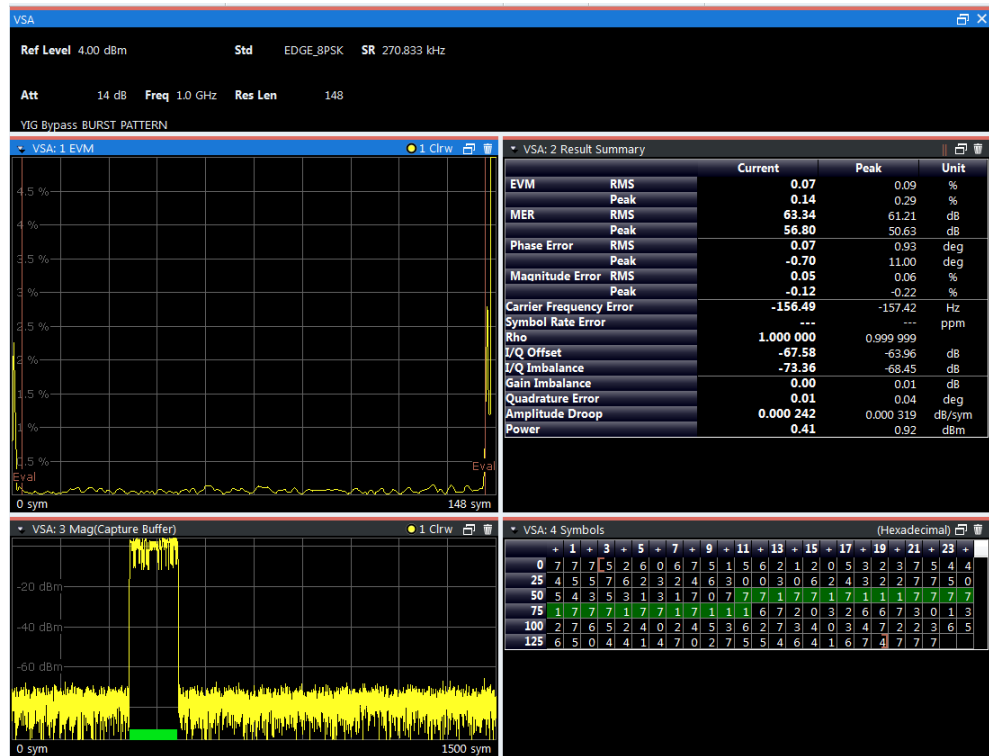 VSA
Ref Level 4.00 dBm Std EDGE_8PSK SR 270.833 kHz
Att 14 dB Freq 1.0 GHz Res Len 148
YIG Bypass BURST PATTERN
VSA: 1 EVM 1 Clrw
4.5 %
4 %
3.5 %
3 %
2.5 %
2 %
1.5 %
1 %
0.5 %
Eval Eval
0 sym 148 sym
VSA: 2 Result Summary
Current Peak Unit
EVM RMS 0.07 0.09 %
Peak 0.14 0.29 %
MER RMS 63.34 61.21 dB
Peak 56.80 50.63 dB
Phase Error RMS 0.07 0.93 deg
Peak -0.70 11.00 deg
Magnitude Error RMS 0.05 0.06 %
Peak -0.12 -0.22 %
Carrier Frequency Error -156.49 -157.42 Hz
Symbol Rate Error --- --- ppm
Rho 1.000 000 0.999 999
I/Q Offset -67.58 -63.96 dB
I/Q Imbalance -73.36 -68.45 dB
Gain Imbalance 0.00 0.01 dB
Quadrature Error 0.01 0.04 deg
Amplitude Droop 0.000 242 0.000 319 dB/sym
Power 0.41 0.92 dBm
VSA: 3 Mag(Capture Buffer) 1 Clrw
-20 dBm
-40 dBm
-60 dBm
0 sym 1500 sym
VSA: 4 Symbols (Hexadecimal)
+ 1 + 3 + 5 + 7 + 9 + 11 + 13 + 15 + 17 + 19 + 21 + 23 +
0 7 7 7 5 2 6 0 6 7 5 1 5 6 2 1 2 0 5 3 2 3 7 5 4 4
25 4 5 5 7 6 2 3 2 4 6 3 0 0 3 0 6 2 4 3 2 2 7 7 5 0
50 5 4 3 5 3 1 3 1 7 0 7 7 7 1 7 7 1 7 1 1 1 7 7 7 7
75 1 7 7 7 1 7 7 1 7 1 1 1 6 7 2 0 3 2 6 6 7 3 0 1 3
100 2 7 6 5 2 4 0 2 4 5 3 6 2 7 3 4 0 3 4 7 2 2 3 6 5
125 6 5 0 4 4 1 4 7 0 2 7 5 5 4 6 4 1 6 7 4 7 7 7